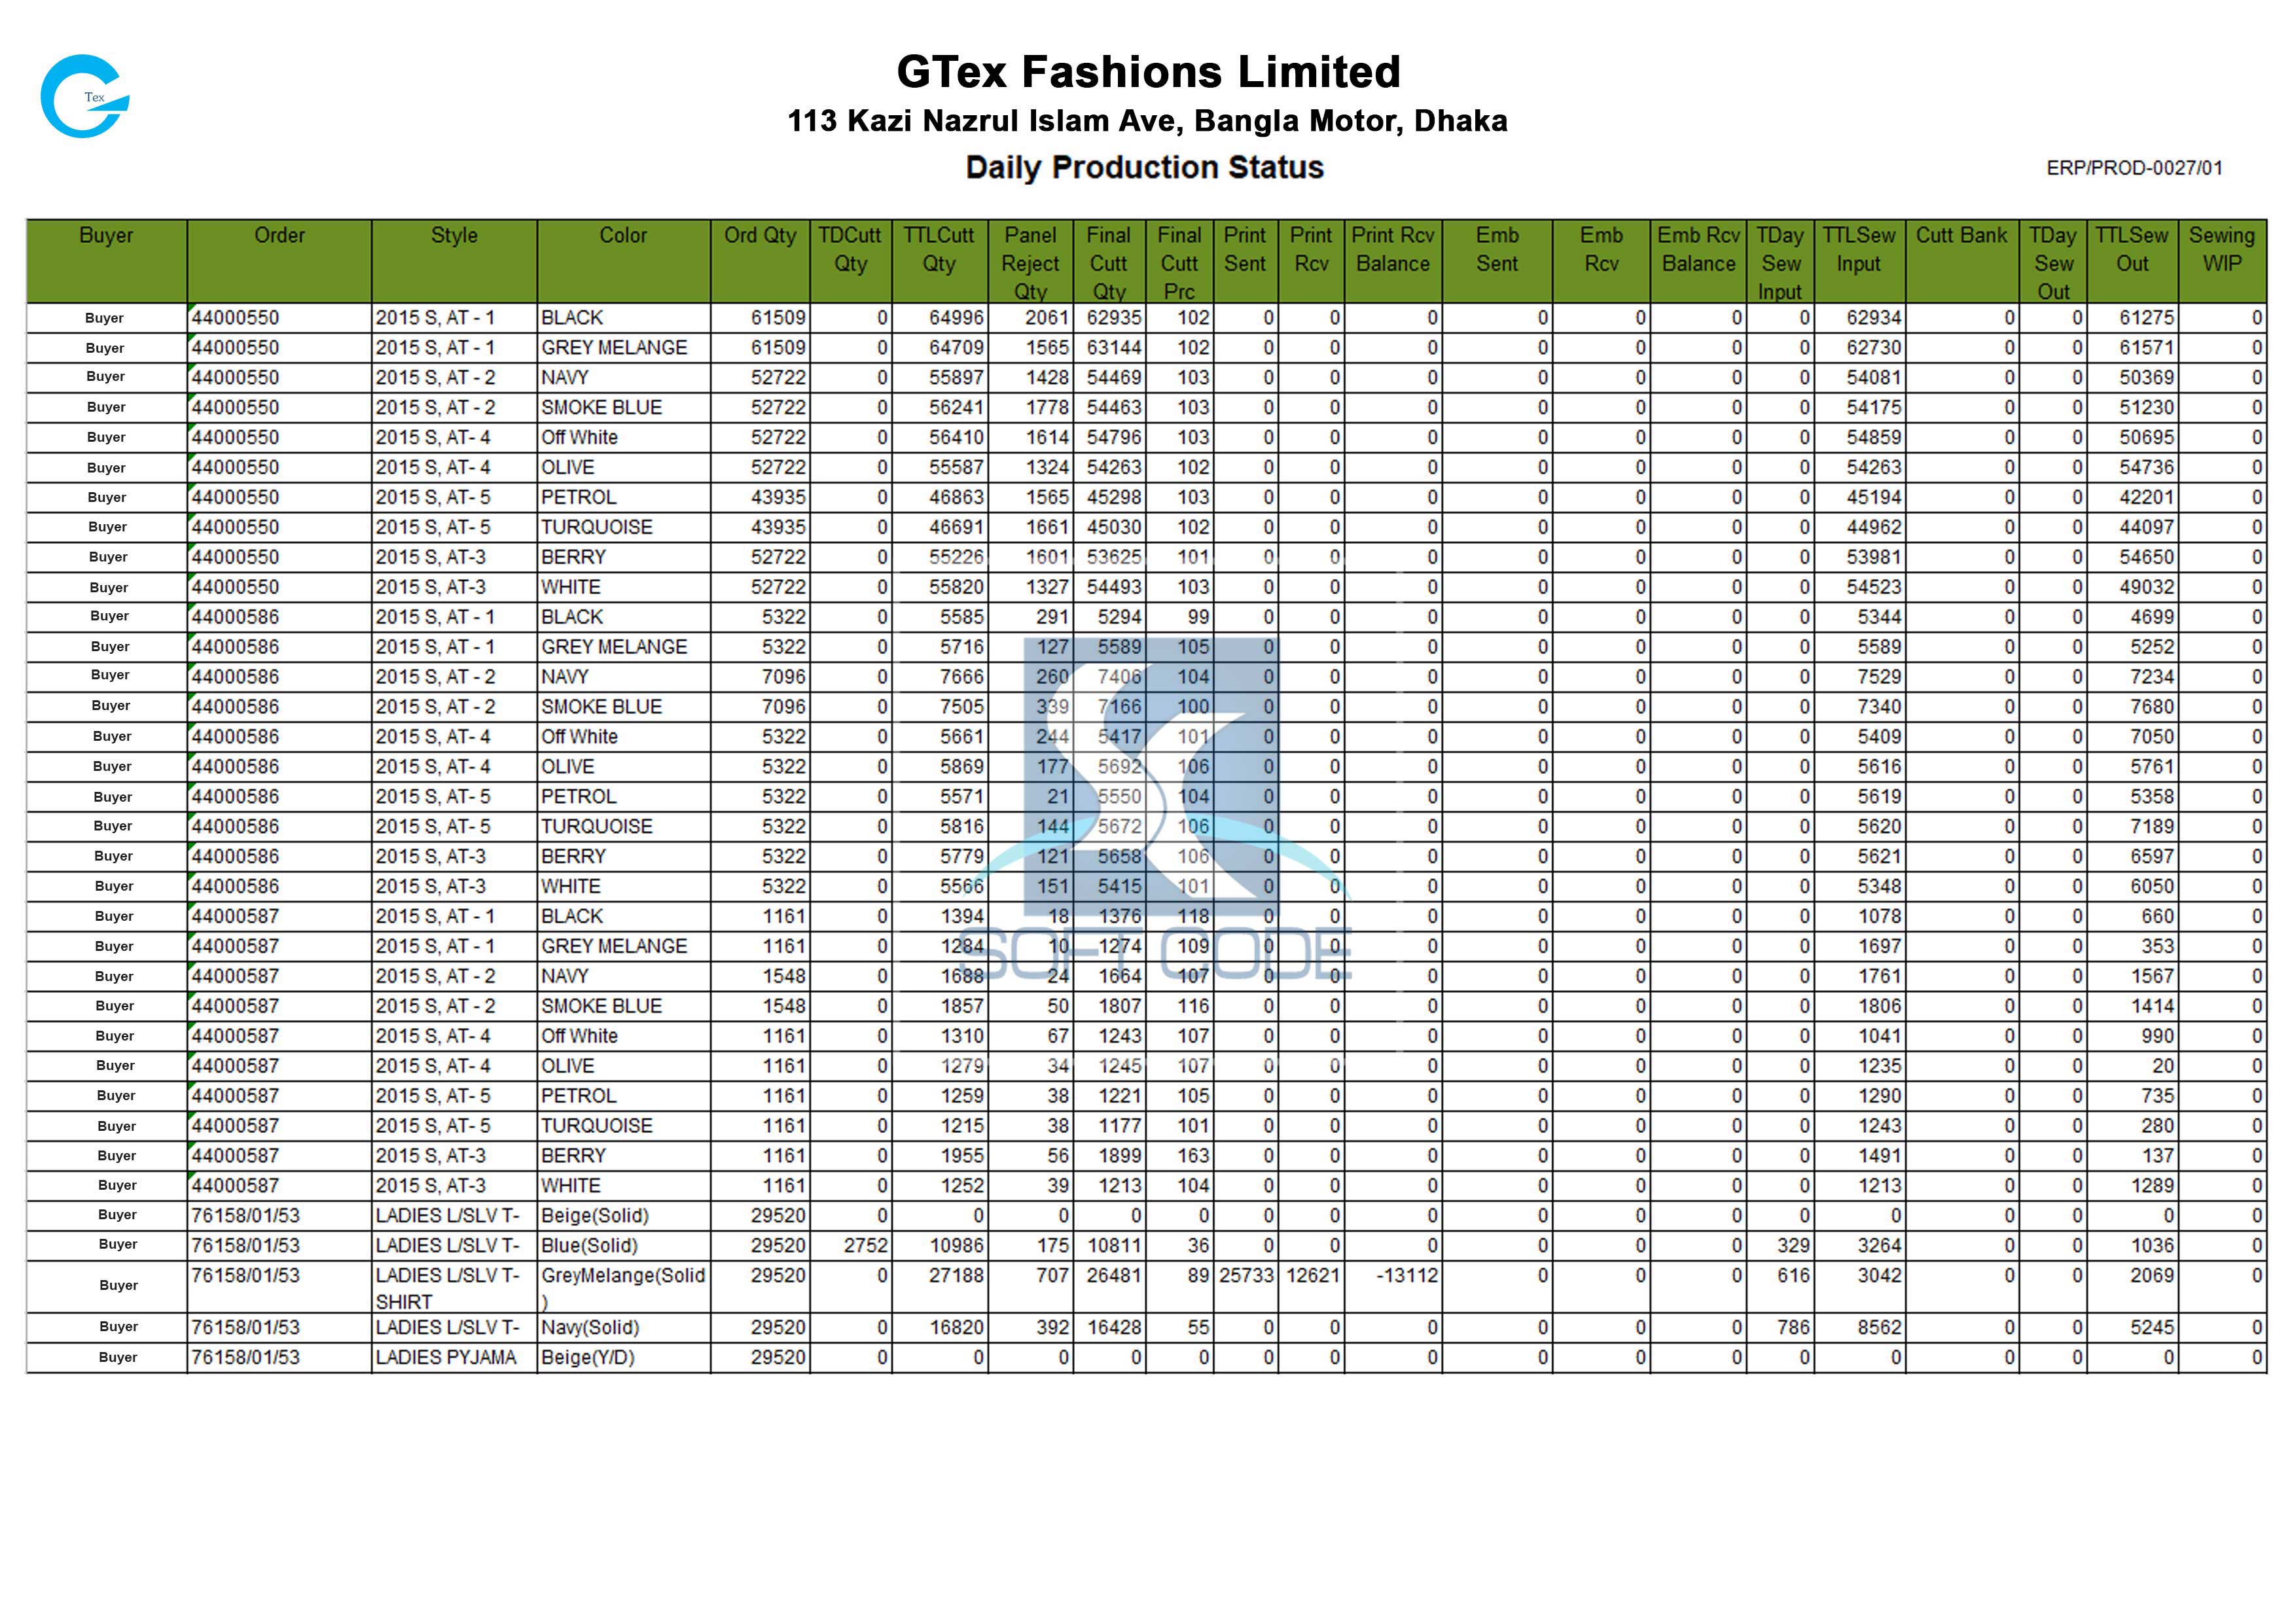 Tex
GTex Fashions Limited
113 Kazi Nazrul Islam Ave, Bangla Motor, Dhaka
Daily Production Status
ERP/PROD-0027/01
Buyer Order Style Color Ord Qty TDCutt Qty TTLCutt Qty Panel Reject Qty Final Cutt Qty Final Cutt Prc Print Sent Print Rcv Print Rcv Balance Emb Sent Emb Rcv Emb Rcv Balance TDay Sew Input TTLSew Input Cutt Bank TDay Sew Out TTLSew Out Sewing WIP
Buyer 44000550 2015 S, AT - 1 BLACK 61509 0 64996 2061 62935 102 0 0 0 0 0 0 0 62934 0 0 61275 0
Buyer 44000550 2015 S, AT - 1 GREY MELANGE 61509 0 64709 1565 63144 102 0 0 0 0 0 0 0 62730 0 0 61571 0
Buyer 44000550 2015 S, AT - 2 NAVY 52722 0 55897 1428 54469 103 0 0 0 0 0 0 0 54081 0 0 50369 0
Buyer 44000550 2015 S, AT - 2 SMOKE BLUE 52722 0 56241 1778 54463 103 0 0 0 0 0 0 0 54175 0 0 51230 0
Buyer 44000550 2015 S, AT- 4 Off White 52722 0 56410 1614 54796 103 0 0 0 0 0 0 0 54859 0 0 50695 0
Buyer 44000550 2015 S, AT- 4 OLIVE 52722 0 55587 1324 54263 102 0 0 0 0 0 0 0 54263 0 0 54736 0
Buyer 44000550 2015 S, AT- 5 PETROL 43935 0 46863 1565 45298 103 0 0 0 0 0 0 0 45194 0 0 42201 0
Buyer 44000550 2015 S, AT- 5 TURQUOISE 43935 0 46691 1661 45030 102 0 0 0 0 0 0 0 44962 0 0 44097 0
Buyer 44000550 2015 S, AT-3 BERRY 52722 0 55226 1601 53625 101 0 0 0 0 0 0 0 53981 0 0 54650 0
Buyer 44000550 2015 S, AT-3 WHITE 52722 0 55820 1327 54493 103 0 0 0 0 0 0 0 54523 0 0 49032 0
Buyer 44000586 2015 S, AT - 1 BLACK 5322 0 5585 291 5294 99 0 0 0 0 0 0 0 5344 0 0 4699 0
Buyer 44000586 2015 S, AT - 1 GREY MELANGE 5322 0 5716 127 5589 105 0 0 0 0 0 0 0 5589 0 0 5252 0
Buyer 44000586 2015 S, AT - 2 NAVY 7096 0 7666 260 7406 104 0 0 0 0 0 0 0 7529 0 0 7234 0
Buyer 44000586 2015 S, AT - 2 SMOKE BLUE 7096 0 7505 339 7166 100 0 0 0 0 0 0 0 7340 0 0 7680 0
Buyer 44000586 2015 S, AT- 4 Off White 5322 0 5661 244 5417 101 0 0 0 0 0 0 0 5409 0 0 7050 0
Buyer 44000586 2015 S, AT- 4 OLIVE 5322 0 5869 177 5692 106 0 0 0 0 0 0 0 5616 0 0 5761 0
Buyer 44000586 2015 S, AT- 5 PETROL 5322 0 5571 21 5550 104 0 0 0 0 0 0 0 5619 0 0 5358 0
Buyer 44000586 2015 S, AT- 5 TURQUOISE 5322 0 5816 144 5672 106 0 0 0 0 0 0 0 5620 0 0 7189 0
Buyer 44000586 2015 S, AT-3 BERRY 5322 0 5779 121 5658 106 0 0 0 0 0 0 0 5621 0 0 6597 0
Buyer 44000586 2015 S, AT-3 WHITE 5322 0 5566 151 5415 101 0 0 0 0 0 0 0 5348 0 0 6050 0
Buyer 44000587 2015 S, AT - 1 BLACK 1161 0 1394 18 1376 118 0 0 0 0 0 0 0 1078 0 0 660 0
Buyer 44000587 2015 S, AT - 1 GREY MELANGE 1161 0 1284 10 1274 109 0 0 0 0 0 0 0 1697 0 0 353 0
SOFT CODE
Buyer 44000587 2015 S, AT - 2 NAVY 1548 0 1688 24 1664 107 0 0 0 0 0 0 0 1761 0 0 1567 0
Buyer 44000587 2015 S, AT - 2 SMOKE BLUE 1548 0 1857 50 1807 116 0 0 0 0 0 0 0 1806 0 0 1414 0
Buyer 44000587 2015 S, AT- 4 Off White 1161 0 1310 67 1243 107 0 0 0 0 0 0 0 1041 0 0 990 0
Buyer 44000587 2015 S, AT- 4 OLIVE 1161 0 1279 34 1245 107 0 0 0 0 0 0 0 1235 0 0 20 0
Buyer 44000587 2015 S, AT- 5 PETROL 1161 0 1259 38 1221 105 0 0 0 0 0 0 0 1290 0 0 735 0
Buyer 44000587 2015 S, AT- 5 TURQUOISE 1161 0 1215 38 1177 101 0 0 0 0 0 0 0 1243 0 0 280 0
Buyer 44000587 2015 S, AT-3 BERRY 1161 0 1955 56 1899 163 0 0 0 0 0 0 0 1491 0 0 137 0
Buyer 44000587 2015 S, AT-3 WHITE 1161 0 1252 39 1213 104 0 0 0 0 0 0 0 1213 0 0 1289 0
Buyer 76158/01/53 LADIES L/SLV T- Beige(Solid) 29520 0 0 0 0 0 0 0 0 0 0 0 0 0 0 0 0 0
Buyer 76158/01/53 LADIES L/SLV T- Blue(Solid) 29520 2752 10986 175 10811 36 0 0 0 0 0 0 329 3264 0 0 1036 0
Buyer 76158/01/53 LADIES L/SLV T-SHIRT GreyMelange(Solid) 29520 0 27188 707 26481 89 25733 12621 -13112 0 0 0 616 3042 0 0 2069 0
Buyer 76158/01/53 LADIES L/SLV T- Navy(Solid) 29520 0 16820 392 16428 55 0 0 0 0 0 0 786 8562 0 0 5245 0
Buyer 76158/01/53 LADIES PYJAMA Beige(Y/D) 29520 0 0 0 0 0 0 0 0 0 0 0 0 0 0 0 0 0